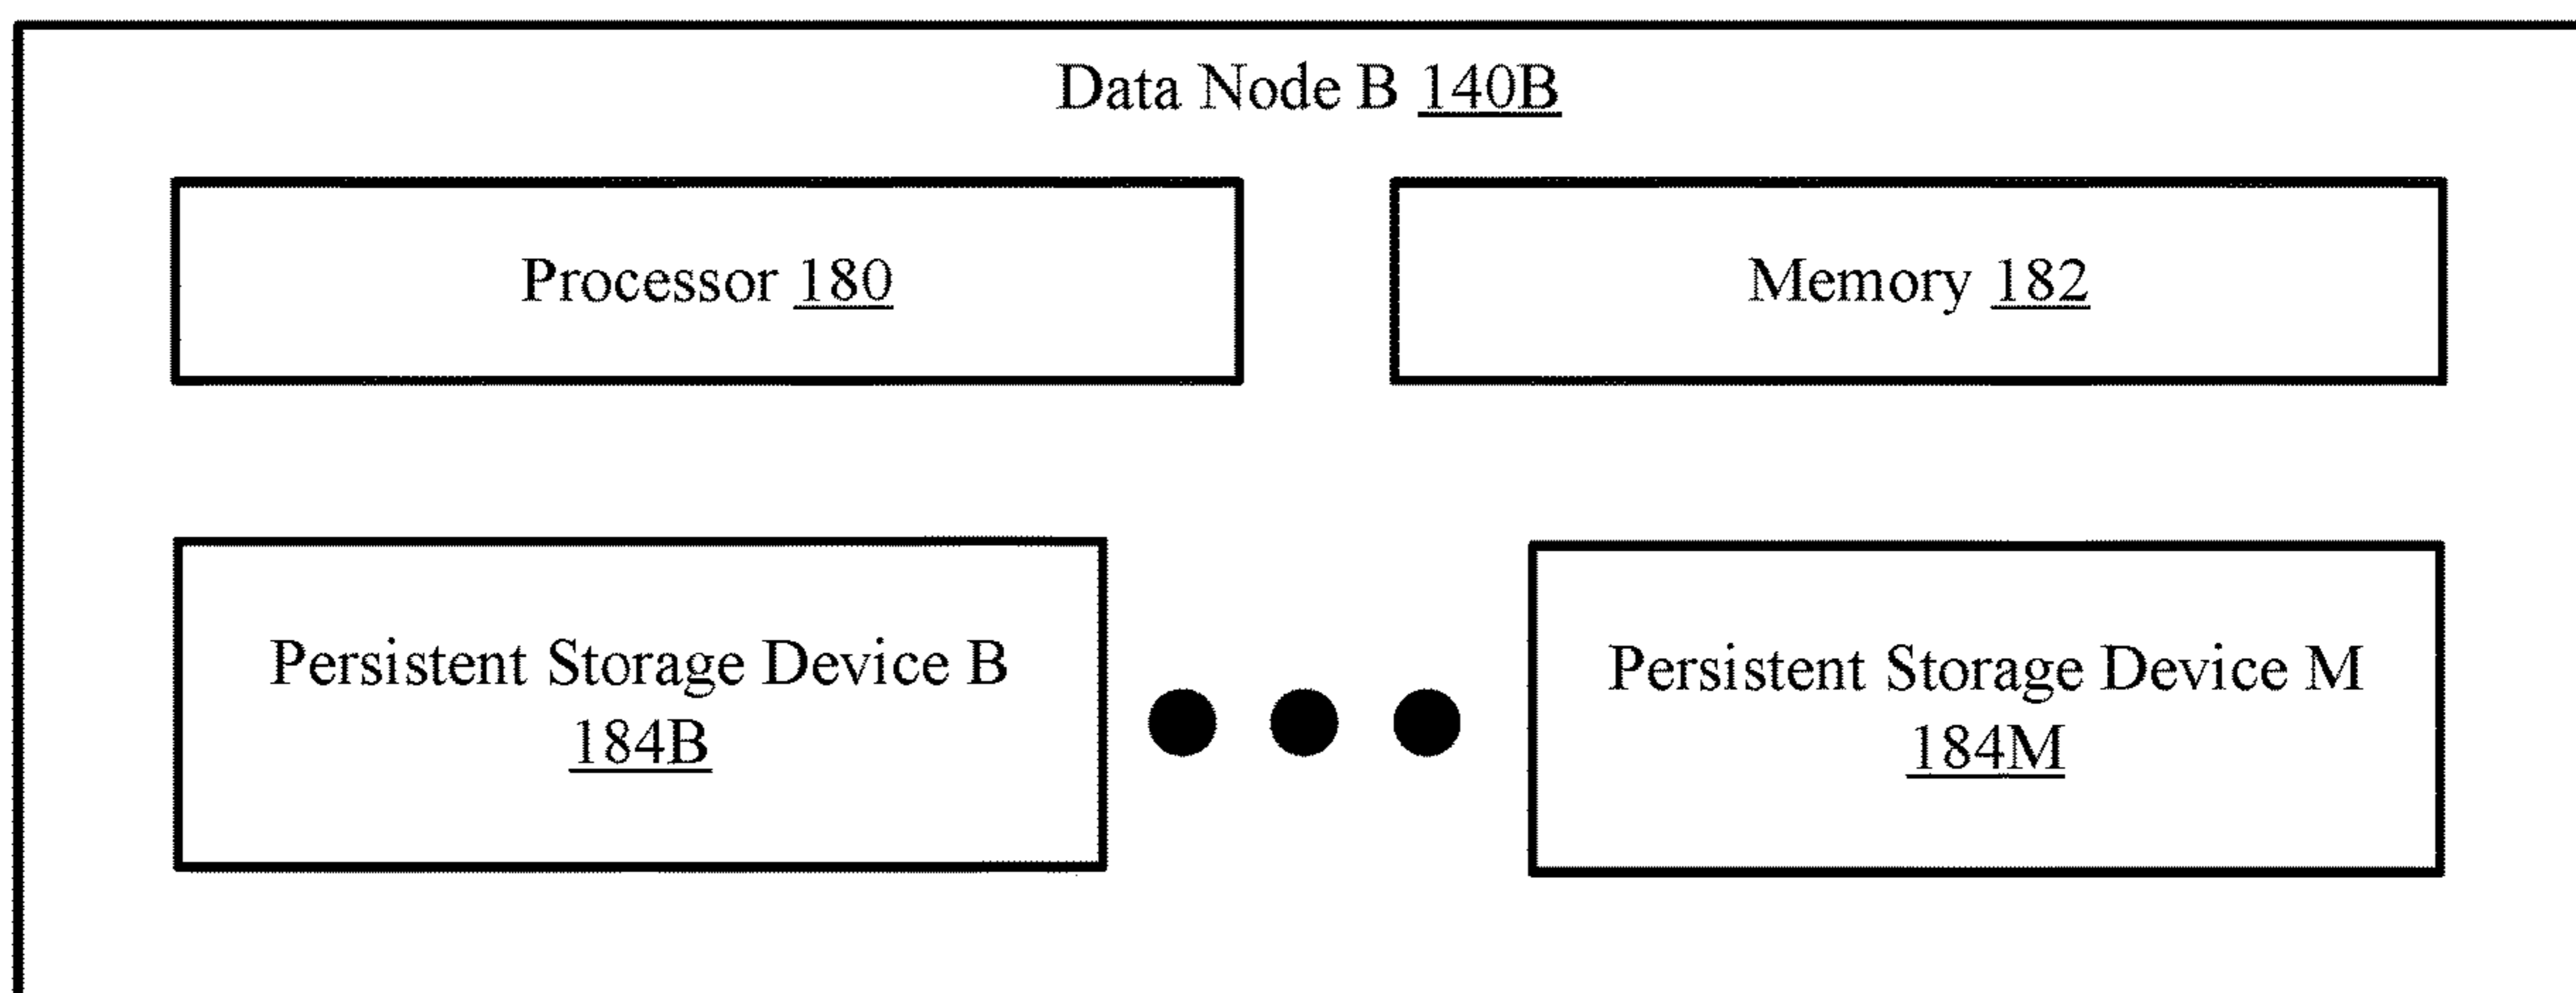 Data Node B 140B
Processor 180
Memory 182
Persistent Storage Device B
184B
Persistent Storage Device M
184M